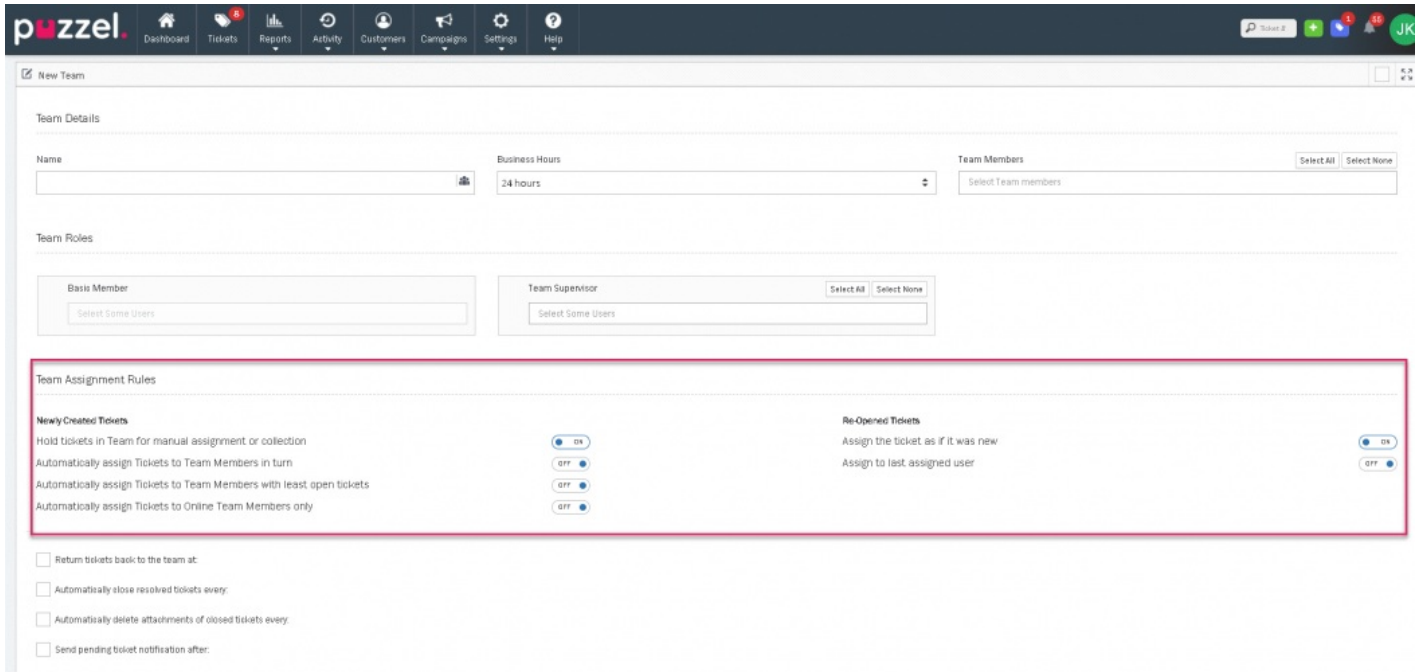 puzzel.
Dashboard
Tickets
8
Reports
Activity
Customers
Campaigns
Settings
Help
Ticket #
1
55
JK
New Team
Team Details
Name
Business Hours
Team Members
Select All
Select None
24 hours
Select Team members
Team Roles
Basis Member
Team Supervisor
Select All
Select None
Select Some Users
Select Some Users
Team Assignment Rules
Newly Created Tickets
Re-Opened Tickets
Hold tickets in Team for manual assignment or collection
ON
Assign the ticket as if it was new
ON
Automatically assign Tickets to Team Members in turn
OFF
Assign to last assigned user
OFF
Automatically assign Tickets to Team Members with least open tickets
OFF
Automatically assign Tickets to Online Team Members only
OFF
Return tickets back to the team at:
Automatically close resolved tickets every:
Automatically delete attachments of closed tickets every:
Send pending ticket notification after: